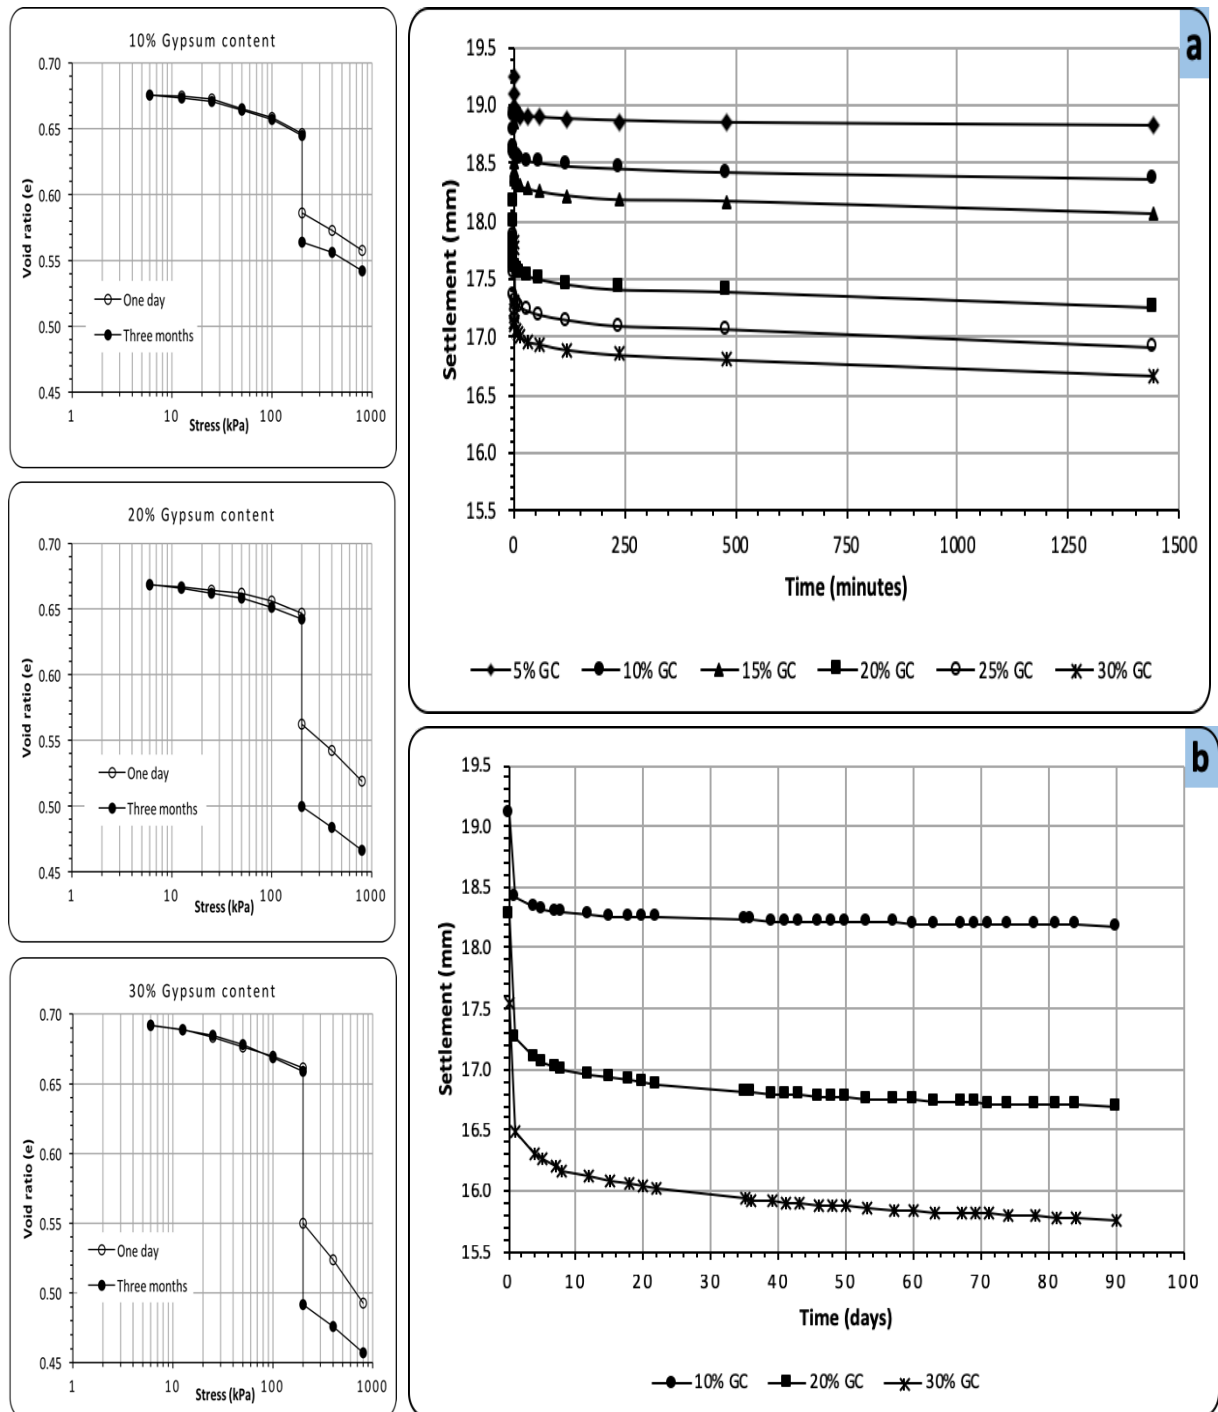 10% Gypsum content
0.70
0.65
0.60
0.55
0.50
0.45
Void ratio (e)
One day
Three months
1 10 100 1000
Stress (kPa)
20% Gypsum content
0.70
0.65
0.60
0.55
0.50
0.45
Void ratio (e)
One day
Three months
1 10 100 1000
Stress (kPa)
30% Gypsum content
0.70
0.65
0.60
0.55
0.50
0.45
Void ratio (e)
One day
Three months
1 10 100 1000
Stress (kPa)
a
19.5
19.0
18.5
18.0
17.5
17.0
16.5
16.0
15.5
Settlement (mm)
0 250 500 750 1000 1250 1500
Time (minutes)
5% GC 10% GC 15% GC 20% GC 25% GC 30% GC
b
19.5
19.0
18.5
18.0
17.5
17.0
16.5
16.0
15.5
Settlement (mm)
0 10 20 30 40 50 60 70 80 90 100
Time (days)
10% GC 20% GC 30% GC